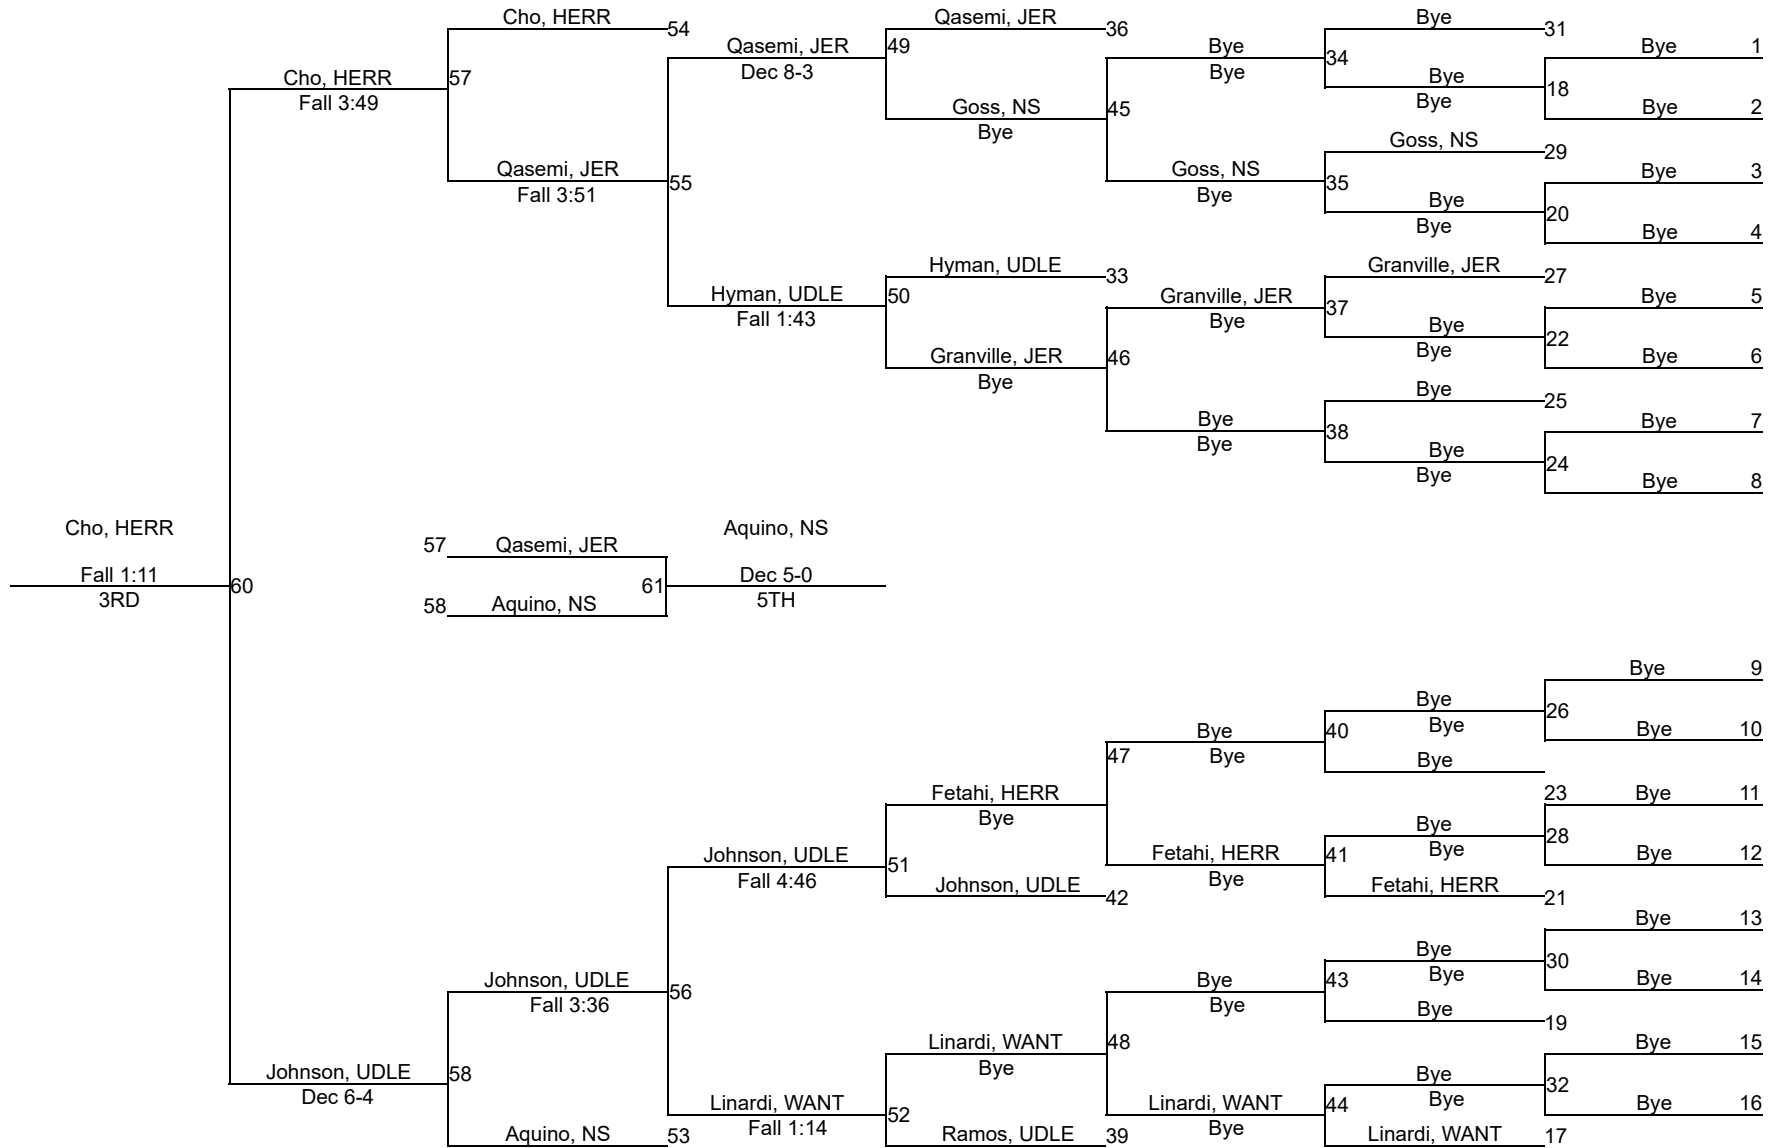 Cho, HERR
54
Qasemi, JER
36
Bye
31
Qasemi, JER
49
Bye
34
Bye
1
Dec 8-3
Bye
Cho, HERR
57
Bye
18
Fall 3:49
Bye
Goss, NS
45
Bye
2
Bye
Goss, NS
29
Qasemi, JER
55
Goss, NS
35
Bye
3
Fall 3:51
Bye
Bye
20
Bye
Bye
4
Hyman, UDLE
33
Granville, JER
27
Hyman, UDLE
50
Granville, JER
37
Bye
5
Fall 1:43
Bye
Bye
22
Granville, JER
46
Bye
Bye
6
Bye
Bye
25
Bye
38
Bye
7
Bye
Bye
24
Bye
Bye
8
Cho, HERR
Aquino, NS
57
Qasemi, JER
Fall 1:11
60
61
Dec 5-0
3RD
58
Aquino, NS
5TH
Bye
9
Bye
26
Bye
40
Bye
Bye
10
47
Bye
Bye
Fetahi, HERR
23
Bye
11
Bye
Bye
28
Johnson, UDLE
51
Fetahi, HERR
41
Bye
Bye
12
Fall 4:46
Bye
Johnson, UDLE
42
Fetahi, HERR
21
Bye
13
Bye
30
Johnson, UDLE
56
Bye
43
Bye
Bye
14
Fall 3:36
Bye
Bye
19
Linardi, WANT
48
Bye
15
Bye
Johnson, UDLE
58
Bye
32
Dec 6-4
Linardi, WANT
52
Linardi, WANT
44
Bye
Bye
16
Fall 1:14
Bye
Aquino, NS
53
Ramos, UDLE
39
Linardi, WANT
17